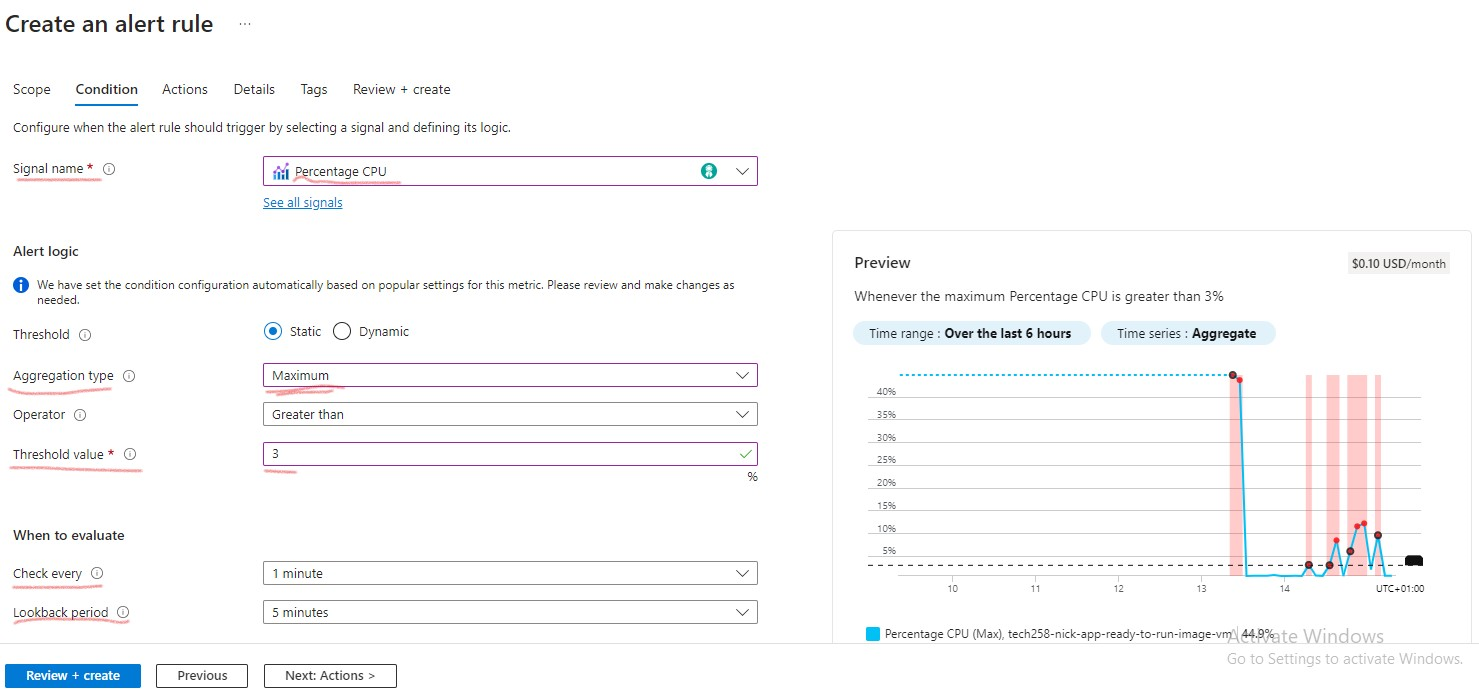 Create an alert rule ...
Scope Condition Actions Details Tags Review + create
Configure when the alert rule should trigger by selecting a signal and defining its logic.
Signal name * Percentage CPU
See all signals
Alert logic
We have set the condition configuration automatically based on popular settings for this metric. Please review and make changes as
needed.
Threshold Static Dynamic
Aggregation type Maximum
Operator Greater than
Threshold value * 3
%
When to evaluate
Check every 1 minute
Lookback period 5 minutes
Preview $0.10 USD/month
Whenever the maximum Percentage CPU is greater than 3%
Time range : Over the last 6 hours Time series : Aggregate
40%
35%
30%
25%
20%
15%
10%
5%
10 11 12 13 14 UTC+01:00
Percentage CPU (Max), tech258-nick-app-ready-to-run-image-vm 44.9%
Activate Windows
Go to Settings to activate Windows.
Review + create Previous Next: Actions >